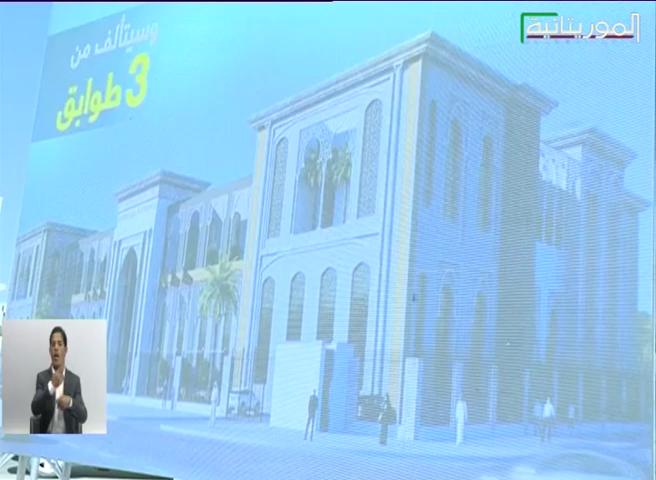 الموريتانية
وسيتألف من
3 طوابق